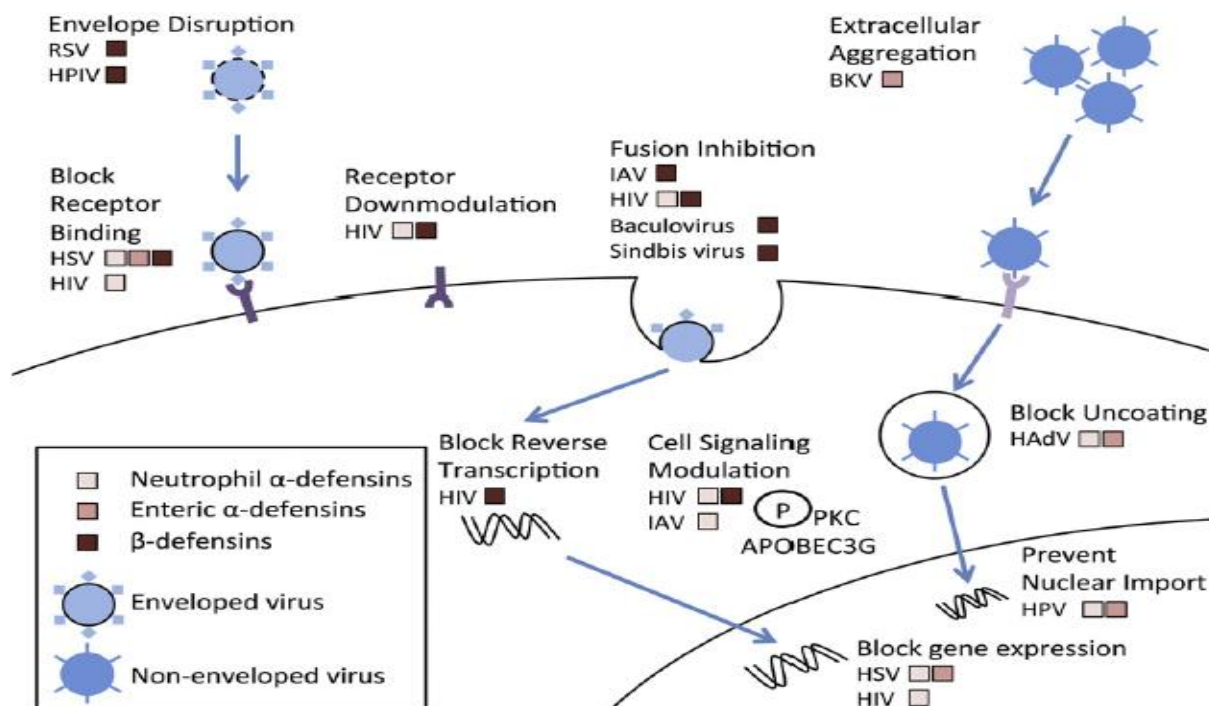 Envelope Disruption
RSV
HPIV
Extracellular
Aggregation
BKV
Block
Receptor
Binding
HSV
HIV
Receptor
Downmodulation
HIV
Fusion Inhibition
IAV
HIV
Baculovirus
Sindbis virus
Block Reverse
Transcription
HIV
Cell Signaling
Modulation
HIV
IAV
P PKC
APOBEC3G
Block Uncoating
HAdV
Prevent
Nuclear Import
HPV
Block gene expression
HSV
HIV
Neutrophil α-defensins
Enteric α-defensins
β-defensins
Enveloped virus
Non-enveloped virus